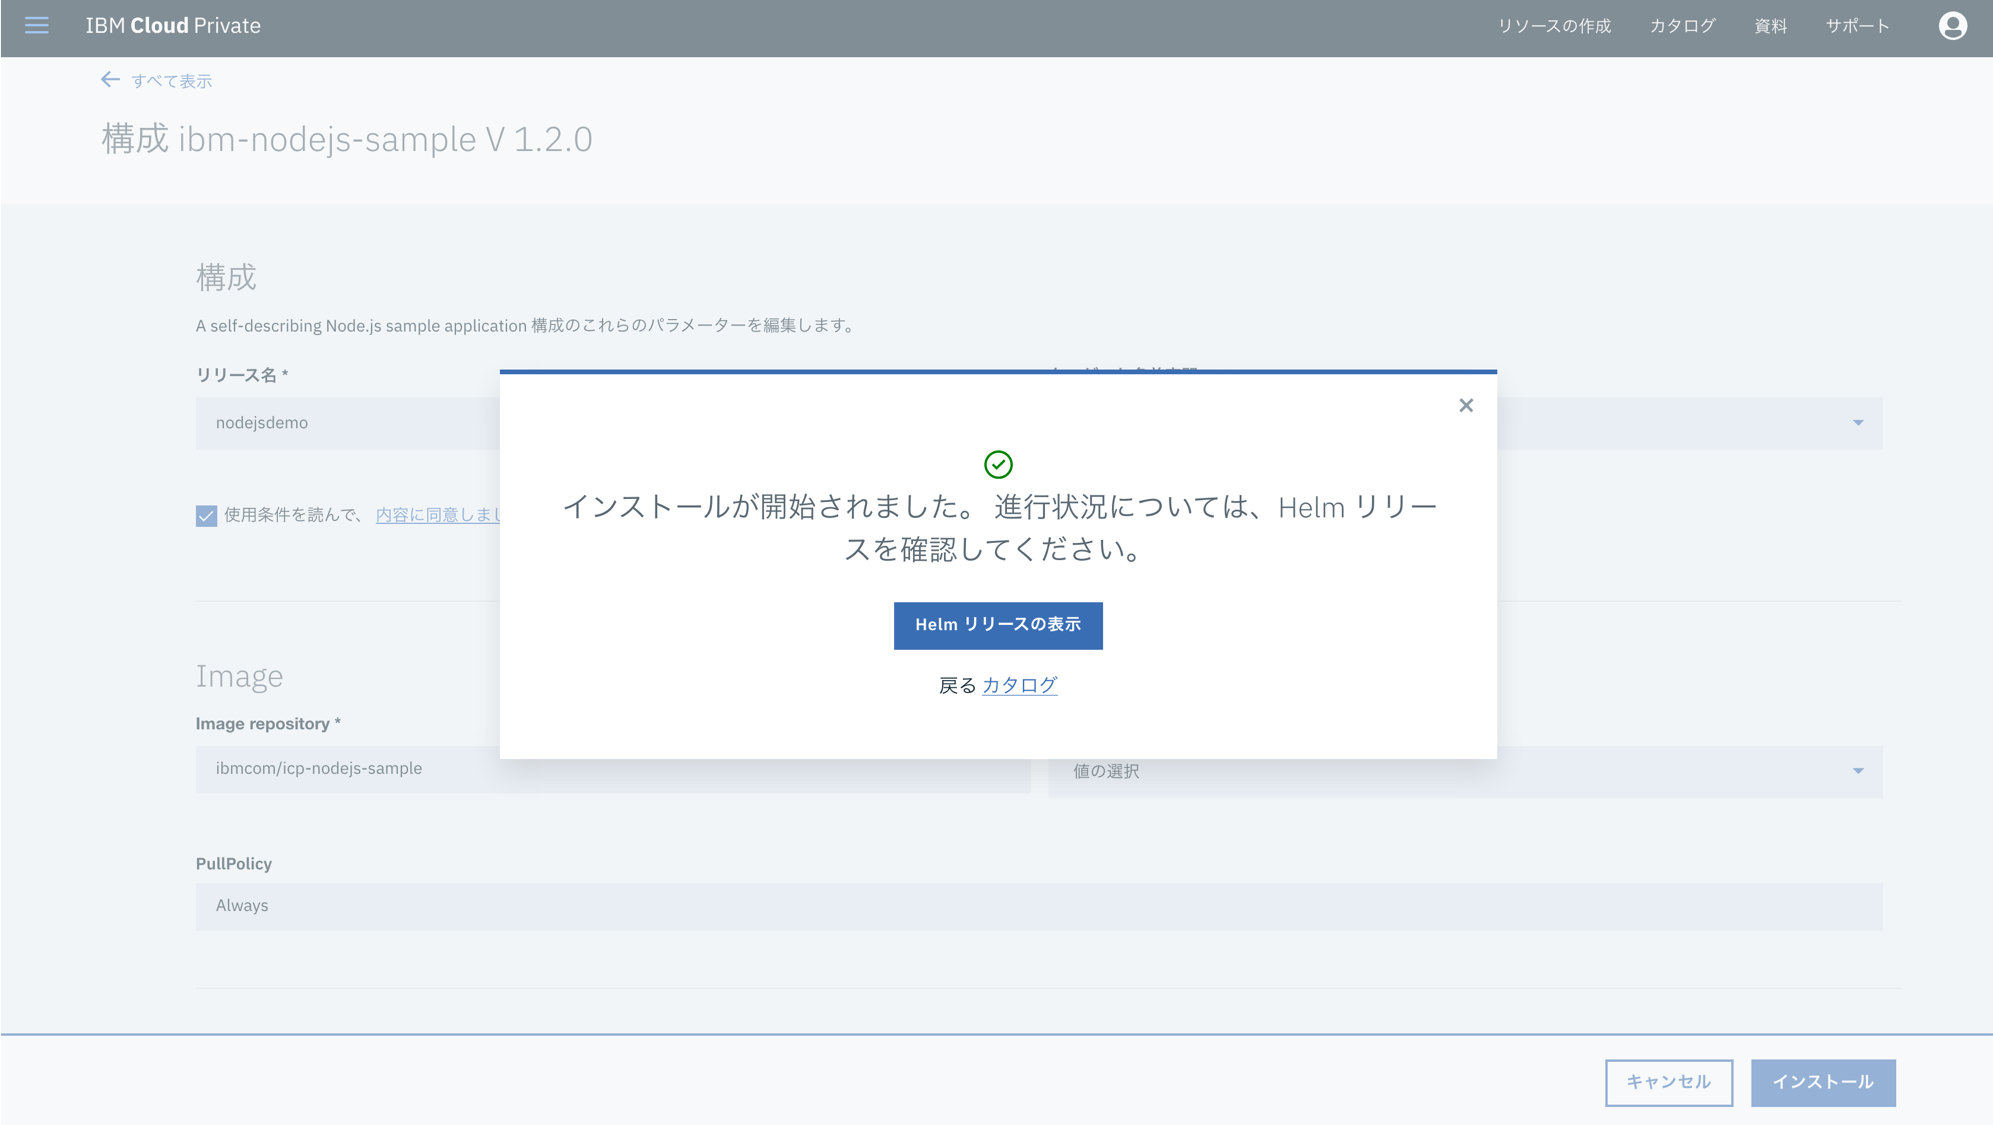 IBM Cloud Private
リソースの作成 カタログ 資料 サポート
すべて表示
構成 ibm-nodejs-sample V 1.2.0
構成
A self-describing Node.js sample application 構成のこれらのパラメーターを編集します。
リリース名 *
nodejsdemo
使用条件を読んで、 内容に同意しまし
インストールが開始されました。 進行状況については、Helm リリー
スを確認してください。
Helm リリースの表示
戻る カタログ
Image
Image repository *
ibmcom/icp-nodejs-sample
値の選択
PullPolicy
Always
キャンセル インストール